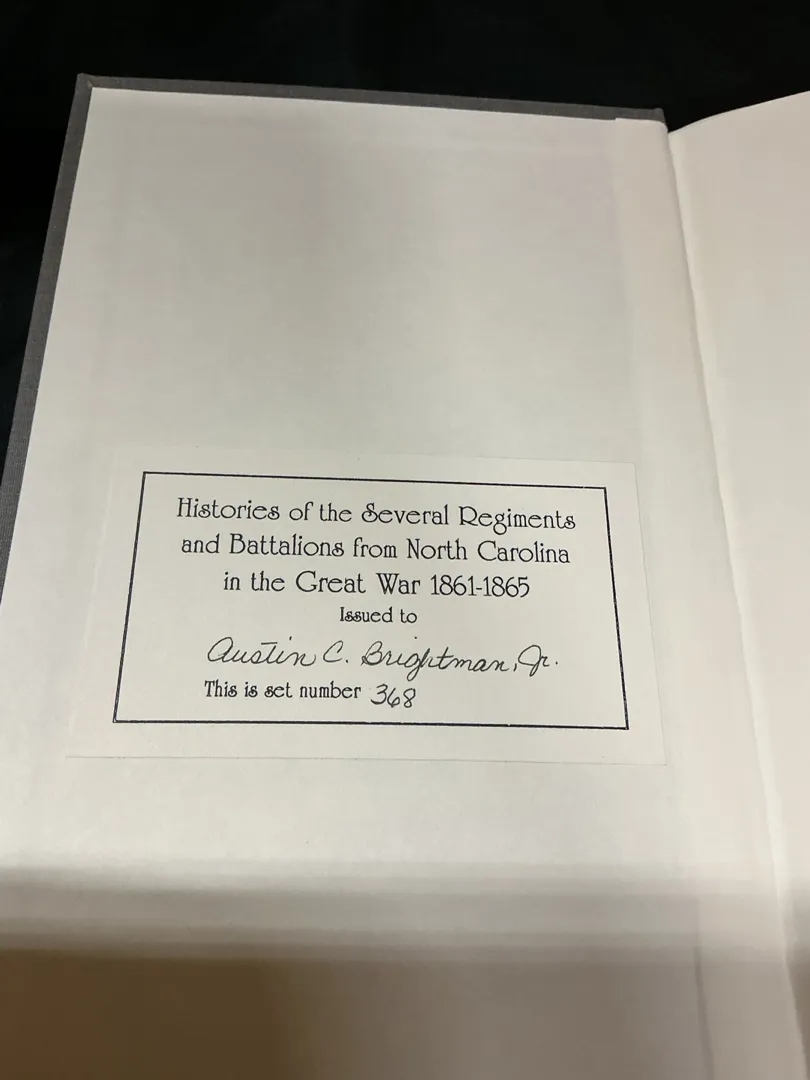 Histories of the Several Regiments
and Battalions from North Carolina
in the Great War 1861-1865
Issued to
Austin C. Brightman, Jr.
This is set number 368